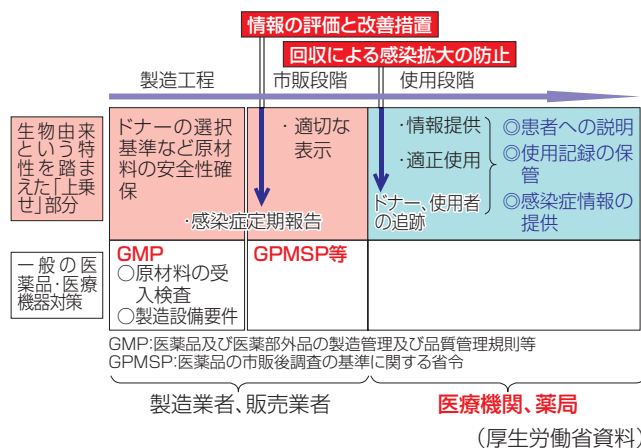 情報の評価と改善措置
回収による感染拡大の防止
製造工程
市販段階
使用段階
生物由来
という特
性を踏ま
えた「上乗
せ」部分
ドナーの選択
基準など原材
料の安全性確
保
・適切な
表示
・感染症定期報告
・情報提供
・適正使用
ドナー、使用者
の追跡
◎患者への説明
◎使用記録の保
管
◎感染症情報の
提供
一般の医
薬品・医療
機器対策
GMP
○原材料の受
入検査
○製造設備要件
GPMSP等
GMP:医薬品及び医薬部外品の製造管理及び品質管理規則等
GPMSP:医薬品の市販後調査の基準に関する省令
製造業者、販売業者
医療機関、薬局
(厚生労働省資料)